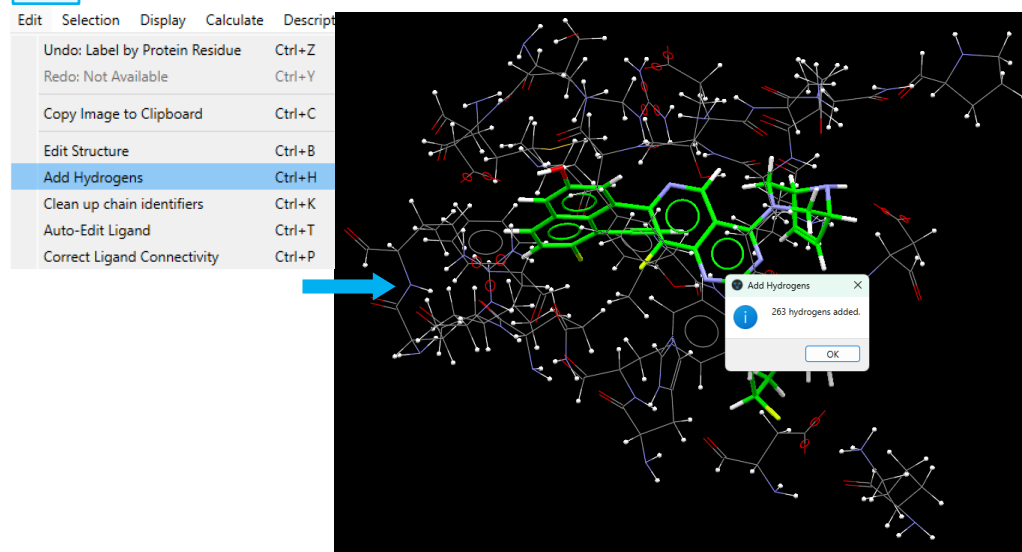 Edit Selection Display Calculate Descript
Undo: Label by Protein Residue Ctrl+Z
Redo: Not Available Ctrl+Y
Copy Image to Clipboard Ctrl+C
Edit Structure Ctrl+B
Add Hydrogens Ctrl+H
Clean up chain identifiers Ctrl+K
Auto-Edit Ligand Ctrl+T
Correct Ligand Connectivity Ctrl+P
Add Hydrogens
263 hydrogens added.
OK